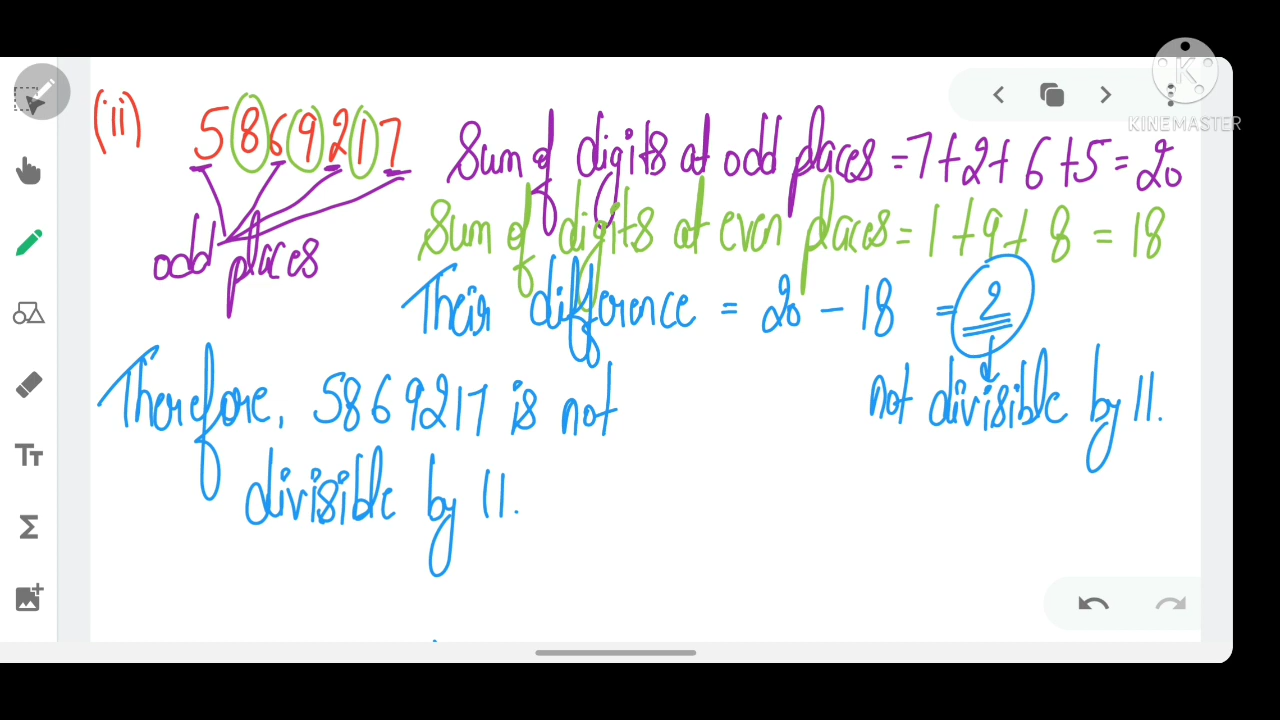 (ii) 5869217
Sum of digits at odd places = 7+2+6+5 = 20
odd places
Sum of digits at even places = 1+9+8 = 18
Their difference = 20 - 18 = 2
not divisible by 11.
Therefore, 5869217 is not
divisible by 11.
KINEMASTER
K
Tт
Σ